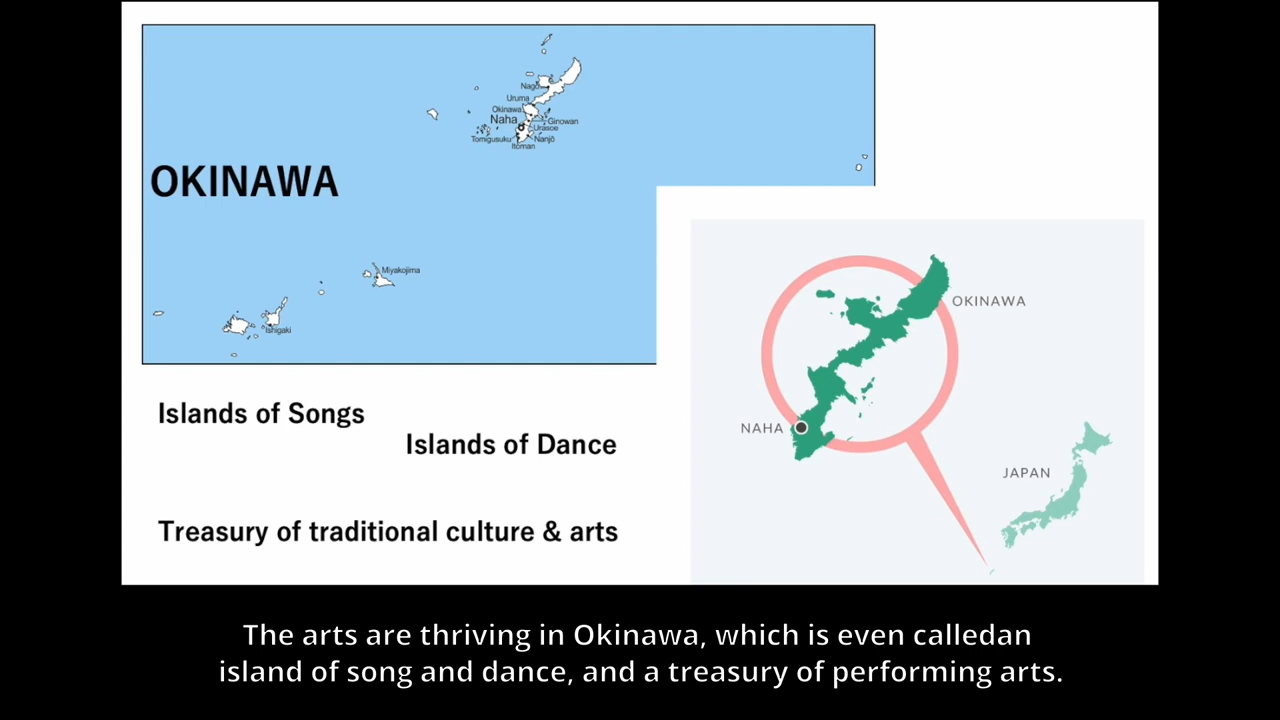 Nago
Uruma
Okinawa
Naha
Ginowan
Urasoe
Tomigusuku
Nanjō
Itoman
OKINAWA
Miyakojima
Ishigaki
OKINAWA
NAHA
JAPAN
Islands of Songs
Islands of Dance
Treasury of traditional culture & arts
The arts are thriving in Okinawa, which is even calledan
island of song and dance, and a treasury of performing arts.